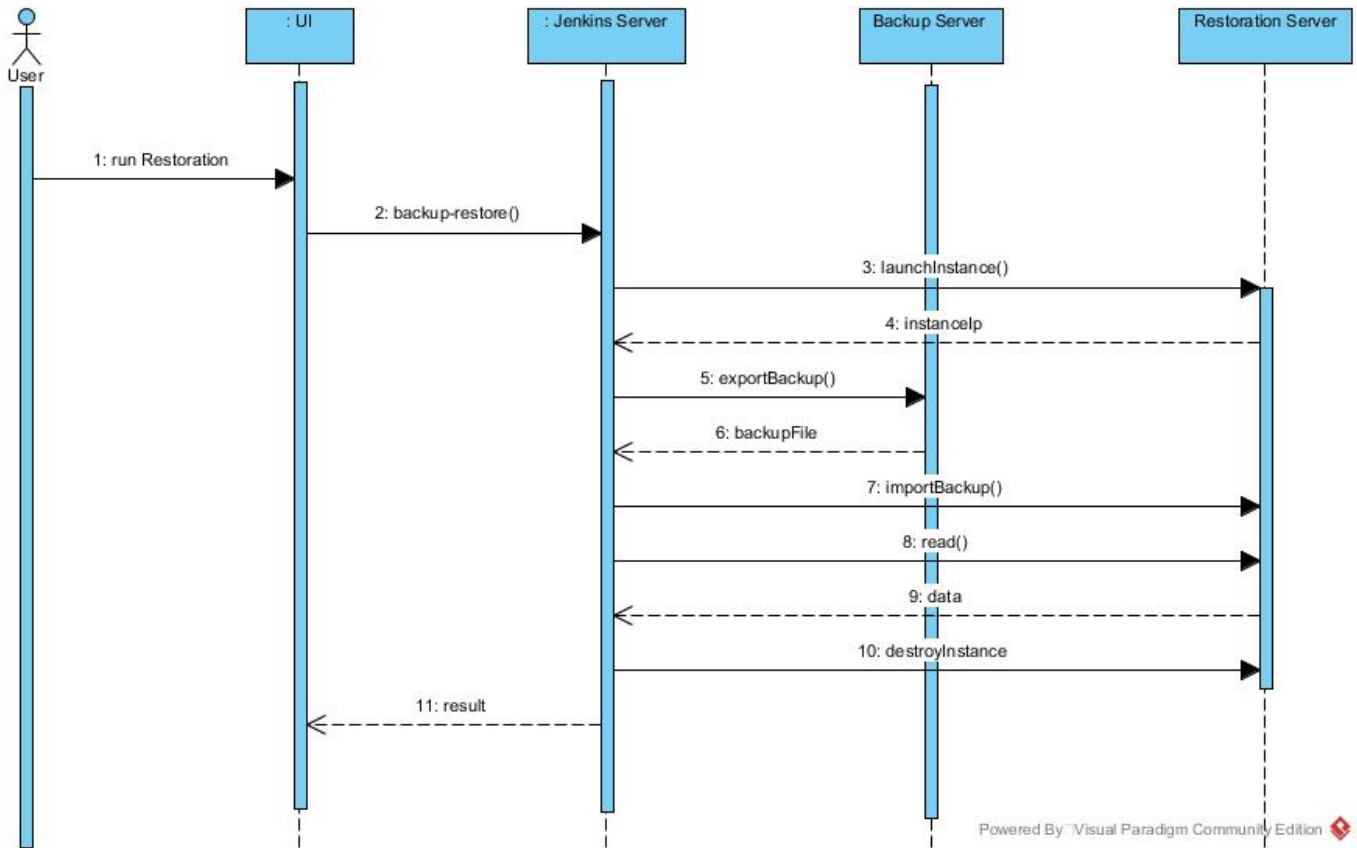 : UI
: Jenkins Server
Backup Server
Restoration Server
User
1: run Restoration
2: backup-restore()
3: launchInstance()
4: instanceIp
5: exportBackup()
6: backupFile
7: importBackup()
8: read()
9: data
10: destroyInstance
11: result
Powered By Visual Paradigm Community Edition